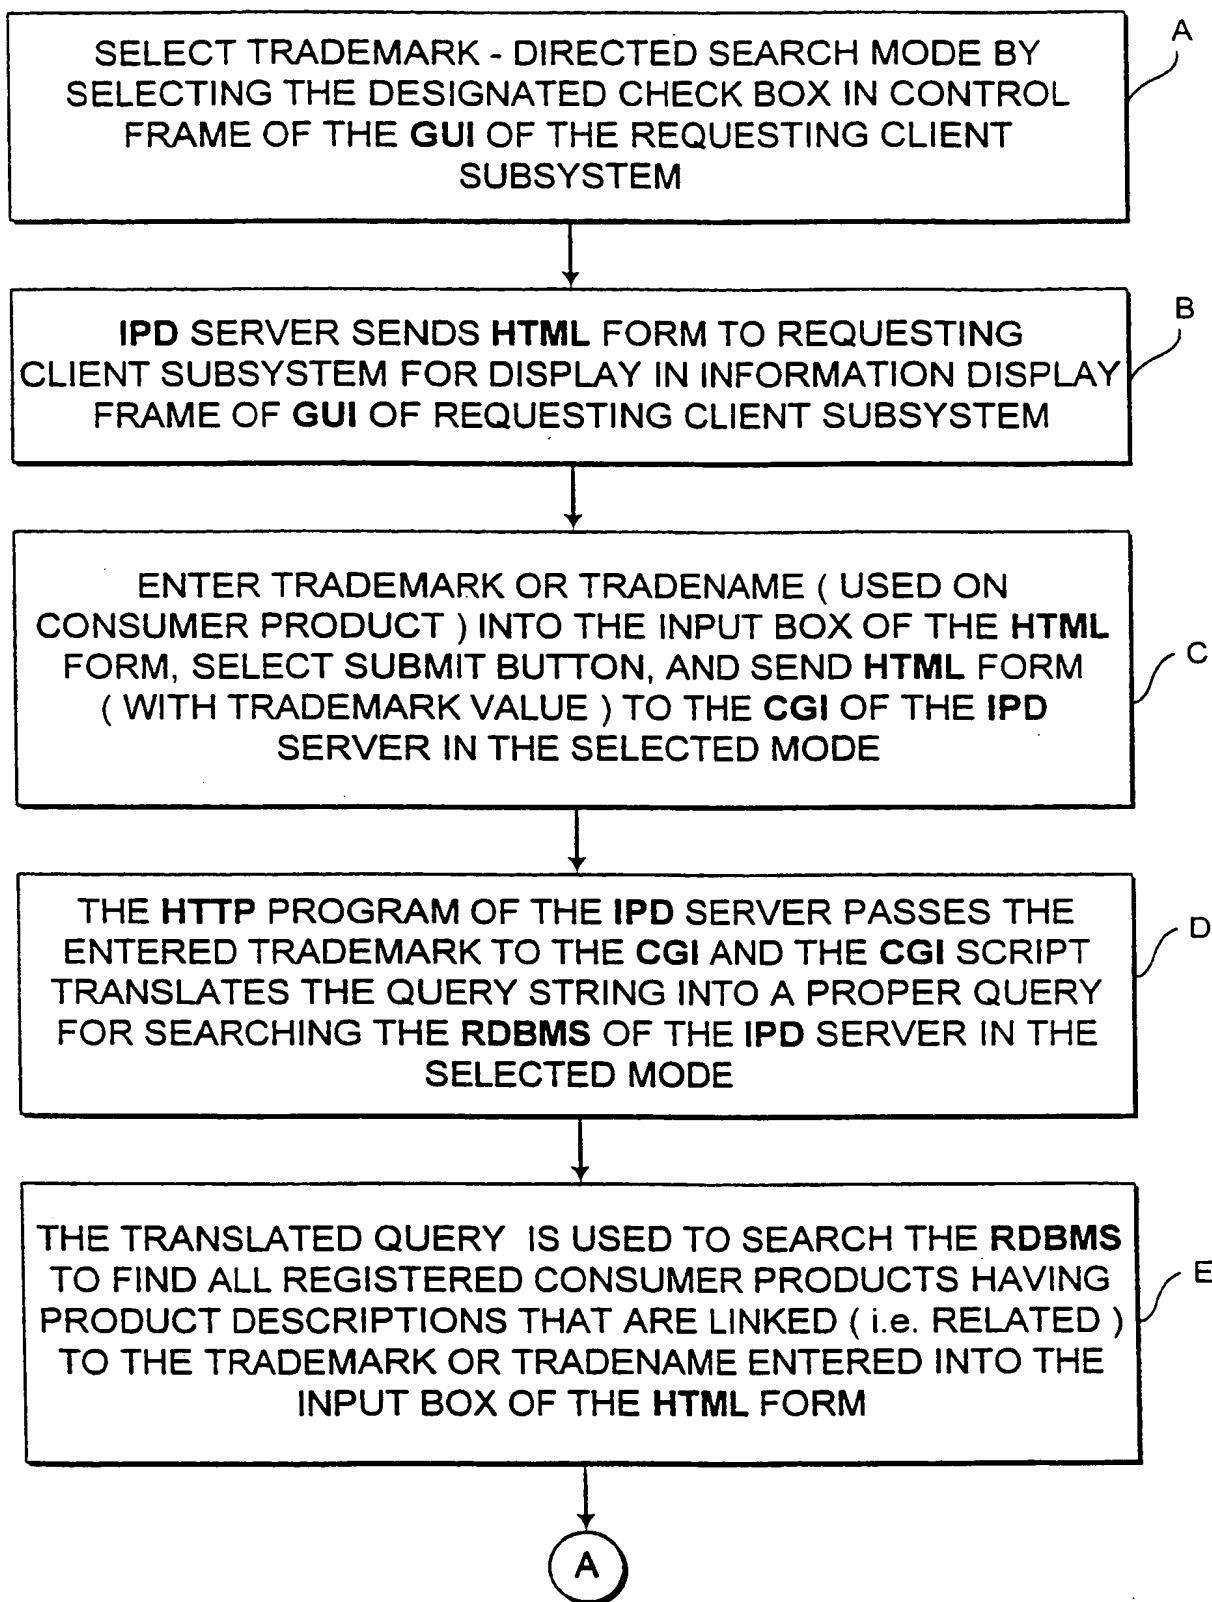 SELECT TRADEMARK - DIRECTED SEARCH MODE BY
SELECTING THE DESIGNATED CHECK BOX IN CONTROL
FRAME OF THE GUI OF THE REQUESTING CLIENT
SUBSYSTEM
A
IPD SERVER SENDS HTML FORM TO REQUESTING
CLIENT SUBSYSTEM FOR DISPLAY IN INFORMATION DISPLAY
FRAME OF GUI OF REQUESTING CLIENT SUBSYSTEM
B
ENTER TRADEMARK OR TRADENAME ( USED ON
CONSUMER PRODUCT ) INTO THE INPUT BOX OF THE HTML
FORM, SELECT SUBMIT BUTTON, AND SEND HTML FORM
( WITH TRADEMARK VALUE ) TO THE CGI OF THE IPD
SERVER IN THE SELECTED MODE
C
THE HTTP PROGRAM OF THE IPD SERVER PASSES THE
ENTERED TRADEMARK TO THE CGI AND THE CGI SCRIPT
TRANSLATES THE QUERY STRING INTO A PROPER QUERY
FOR SEARCHING THE RDBMS OF THE IPD SERVER IN THE
SELECTED MODE
D
THE TRANSLATED QUERY IS USED TO SEARCH THE RDBMS
TO FIND ALL REGISTERED CONSUMER PRODUCTS HAVING
PRODUCT DESCRIPTIONS THAT ARE LINKED ( i.e. RELATED )
TO THE TRADEMARK OR TRADENAME ENTERED INTO THE
INPUT BOX OF THE HTML FORM
E
A